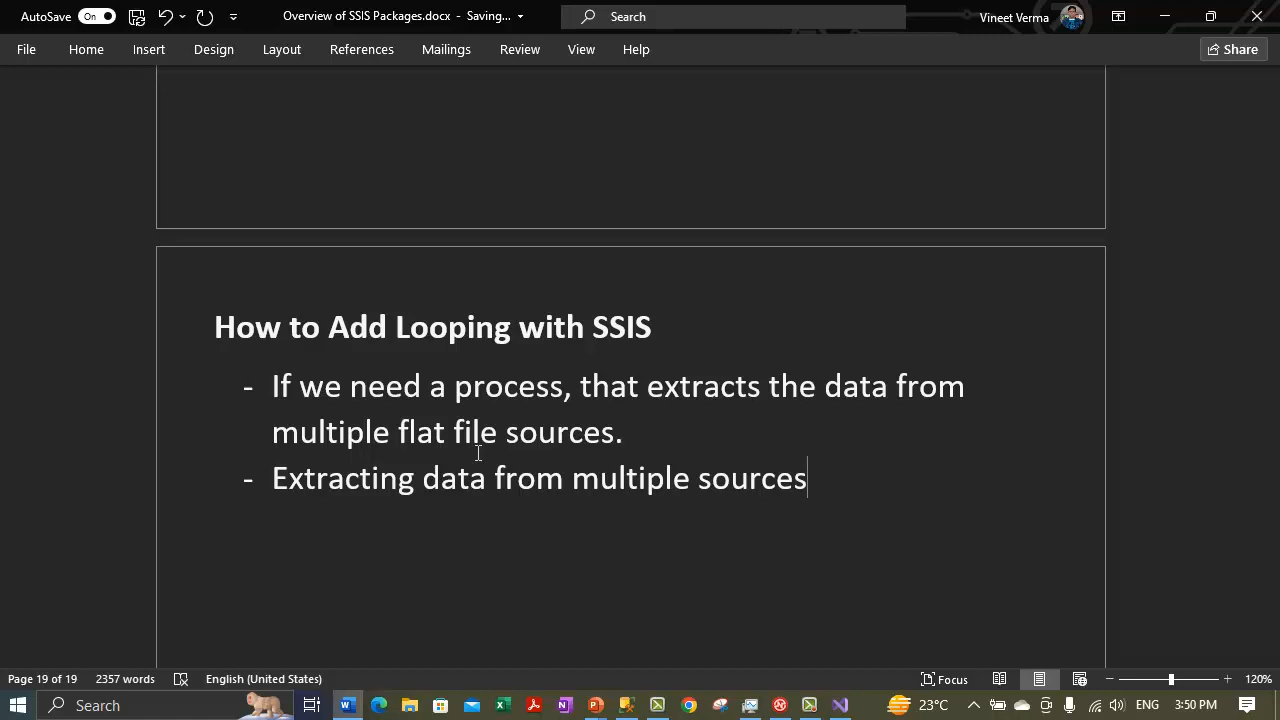 AutoSave On Overview of SSIS Packages.docx - Saving... Search Vineet Verma
File Home Insert Design Layout References Mailings Review View Help Share
How to Add Looping with SSIS
- If we need a process, that extracts the data from
multiple flat file sources.
- Extracting data from multiple sources
Page 19 of 19 2357 words English (United States) Focus 120%
Search 23°C ENG 3:50 PM